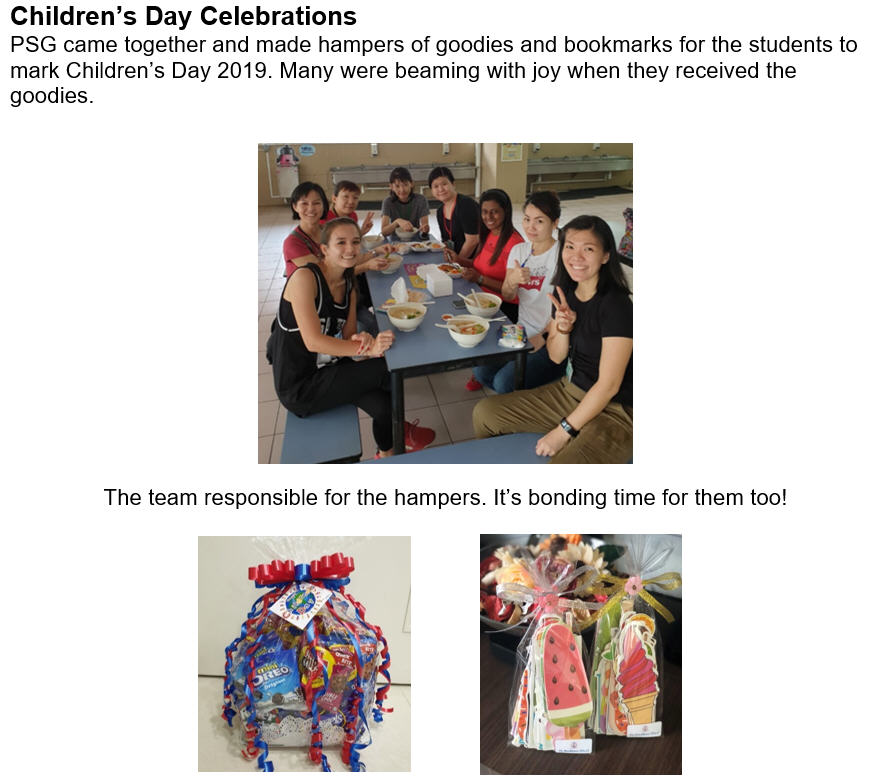 Children’s Day Celebrations
PSG came together and made hampers of goodies and bookmarks for the students to
mark Children’s Day 2019. Many were beaming with joy when they received the
goodies.
The team responsible for the hampers. It’s bonding time for them too!
mini
OREO
Original